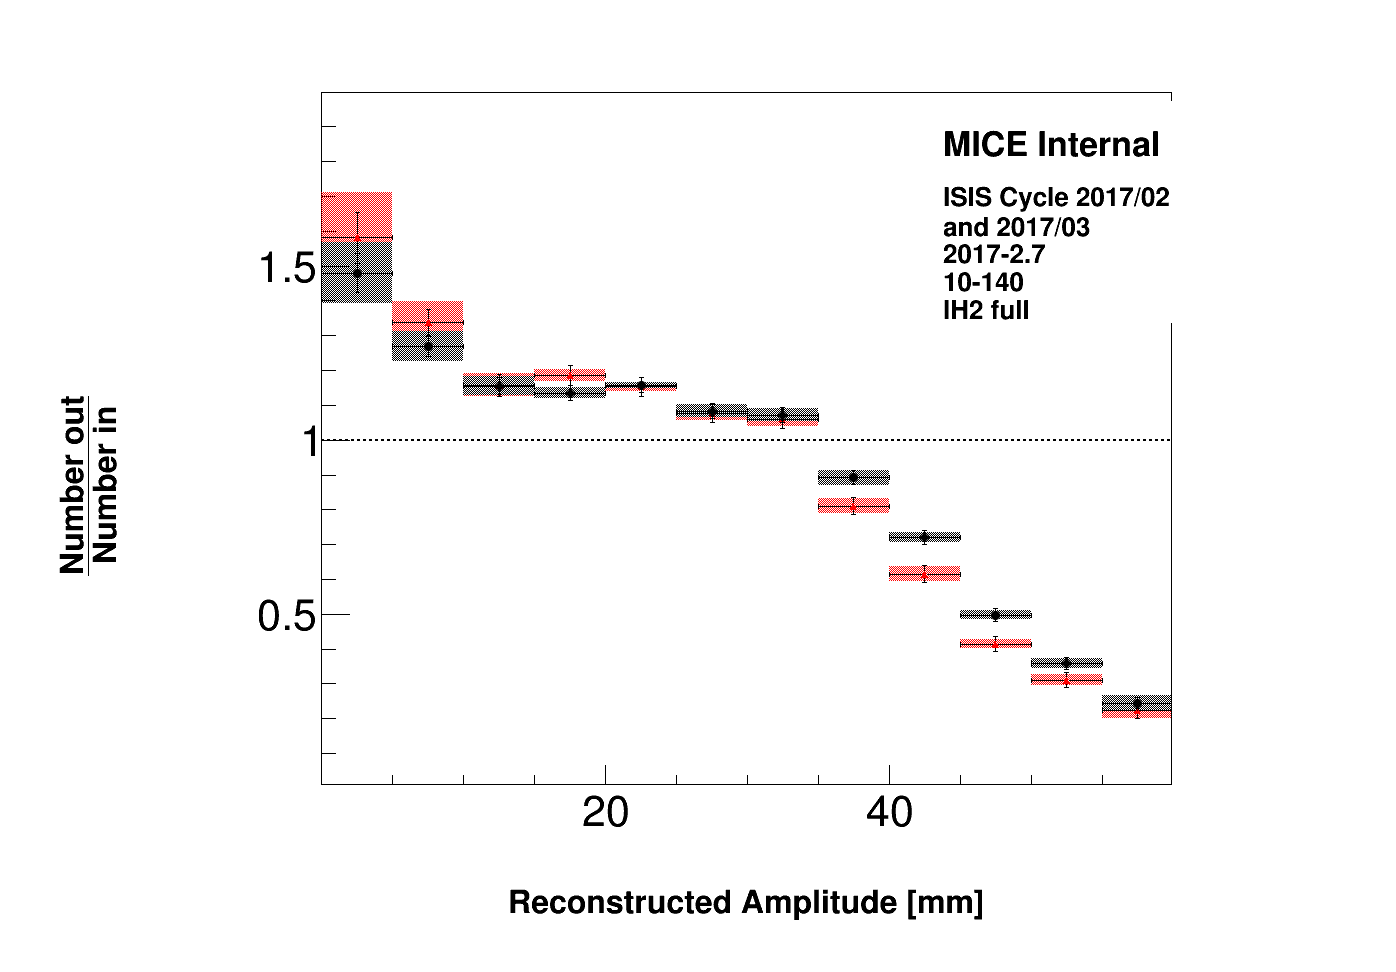 MICE Internal
ISIS Cycle 2017/02
and 2017/03
2017-2.7
10-140
lH2 full
1.5
1
0.5
20
40
Number out
Number in
Reconstructed Amplitude [mm]